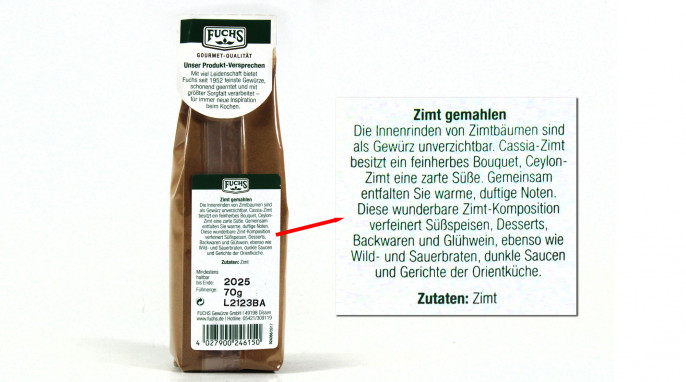 FUCHS
GOURMET-QUALITÄT
Unser Produkt-Versprechen
Mit viel Leidenschaft bietet
Fuchs seit 1952 feinste Gewürze,
schonend geerntet und mit
größter Sorgfalt verarbeitet –
für immer neue Inspiration
beim Kochen.
FUCHS
Zimt gemahlen
Die Innenrinden von Zimtbäumen sind
als Gewürz unverzichtbar. Cassia-Zimt
besitzt ein feinherbes Bouquet, Ceylon-
Zimt eine zarte Süße. Gemeinsam
entfalten Sie warme, duftige Noten.
Diese wunderbare Zimt-Komposition
verfeinert Süßspeisen, Desserts,
Backwaren und Glühwein, ebenso wie
Wild- und Sauerbraten, dunkle Saucen
und Gerichte der Orientküche.
Zutaten: Zimt
Mindestens
haltbar
bis Ende: 2025
Füllmenge: 70g
L2123BA
FUCHS Gewürze GmbH | 49196 Dissen
www.fuchs.de | Hotline: 05421/309119
4 027900 246150
Zimt gemahlen
Die Innenrinden von Zimtbäumen sind
als Gewürz unverzichtbar. Cassia-Zimt
besitzt ein feinherbes Bouquet, Ceylon-
Zimt eine zarte Süße. Gemeinsam
entfalten Sie warme, duftige Noten.
Diese wunderbare Zimt-Komposition
verfeinert Süßspeisen, Desserts,
Backwaren und Glühwein, ebenso wie
Wild- und Sauerbraten, dunkle Saucen
und Gerichte der Orientküche.
Zutaten: Zimt